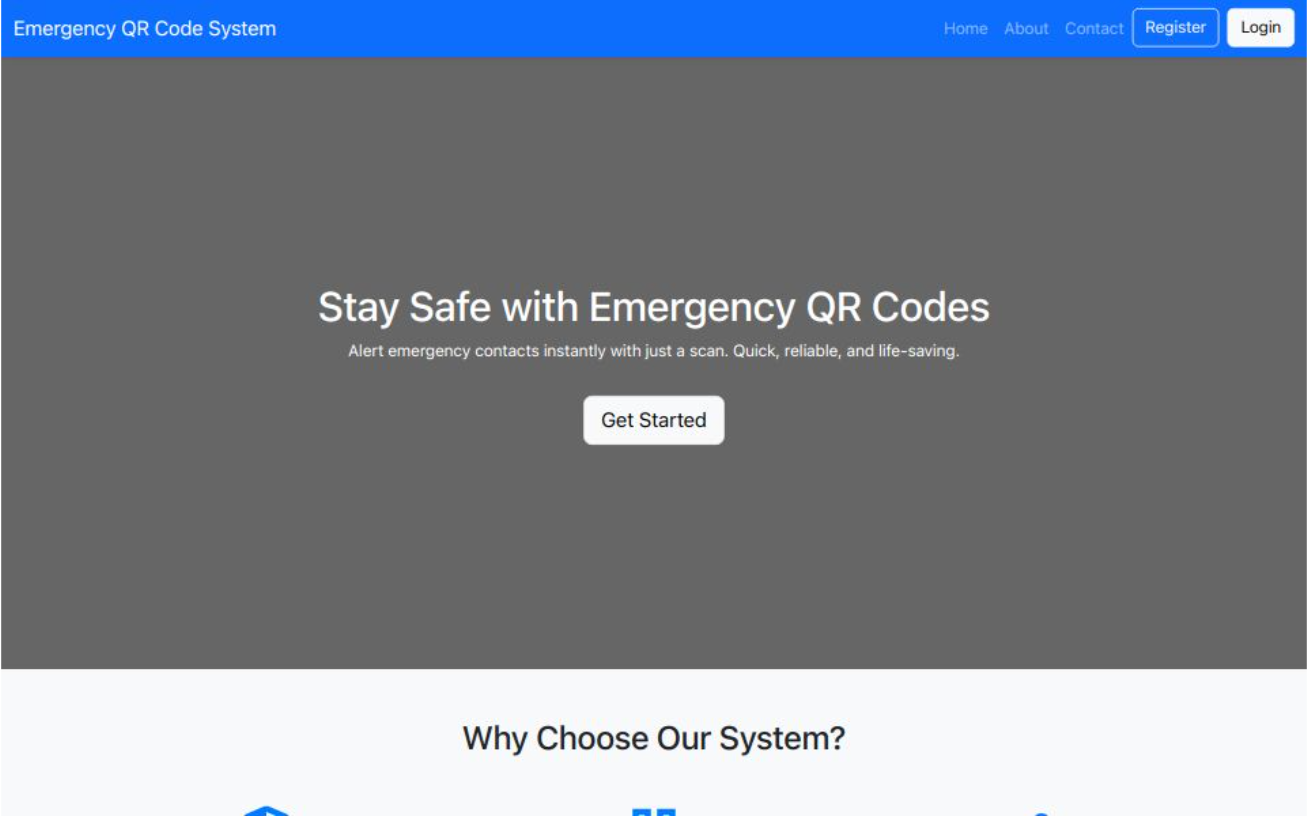 Emergency QR Code System
Home About Contact Register Login
Stay Safe with Emergency QR Codes
Alert emergency contacts instantly with just a scan. Quick, reliable, and life-saving.
Get Started
Why Choose Our System?